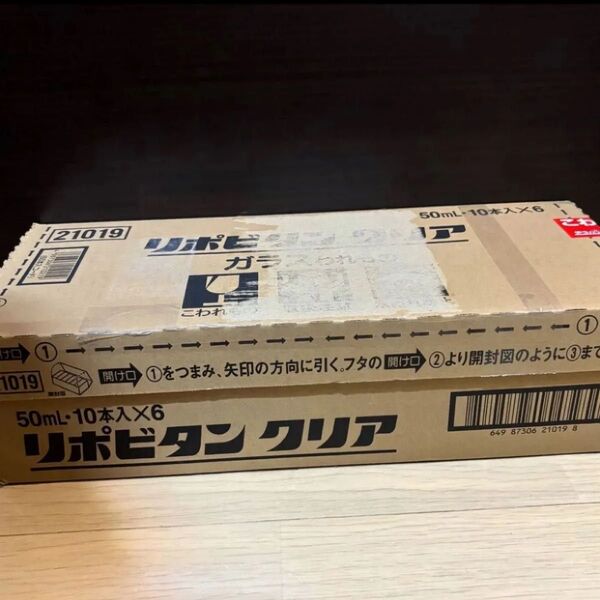 50mL・10本入×6
21019
リポビタン クリア
こわ
ガラス
こわれ
開け口 ① ①
21019 開け口 ①をつまみ、矢印の方向に引く。フタの 開け口 ②より開封図のように③まで
50mL・10本入×6
リポビタン クリア
649 87306 21019 8